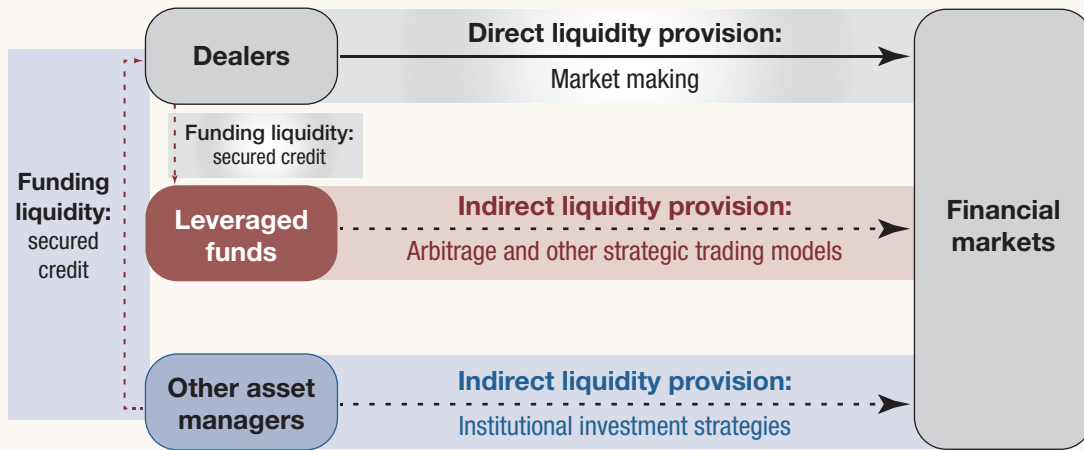 Dealers
Direct liquidity provision:
Market making
Funding liquidity:
secured credit
Funding
liquidity:
secured
credit
Leveraged
funds
Indirect liquidity provision:
Arbitrage and other strategic trading models
Financial
markets
Other asset
managers
Indirect liquidity provision:
Institutional investment strategies